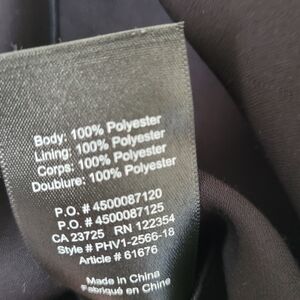 Body: 100% Polyester
Lining: 100% Polyester
Corps: 100% Polyester
Doublure: 100% Polyester
P.O. # 4500087120
P.O. # 4500087125
CA 23725 RN 122354
Style # PHV1-2566-18
Article # 61676
Made in China
Fabriqué en Chine